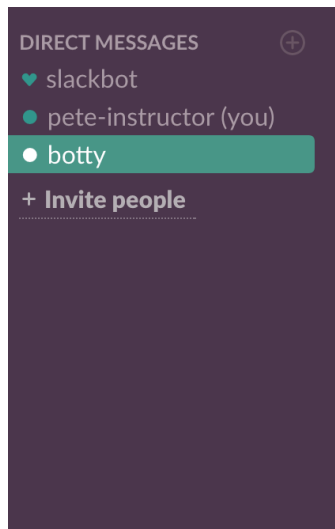 DIRECT MESSAGES
slackbot
pete-instructor (you)
botty
+ Invite people